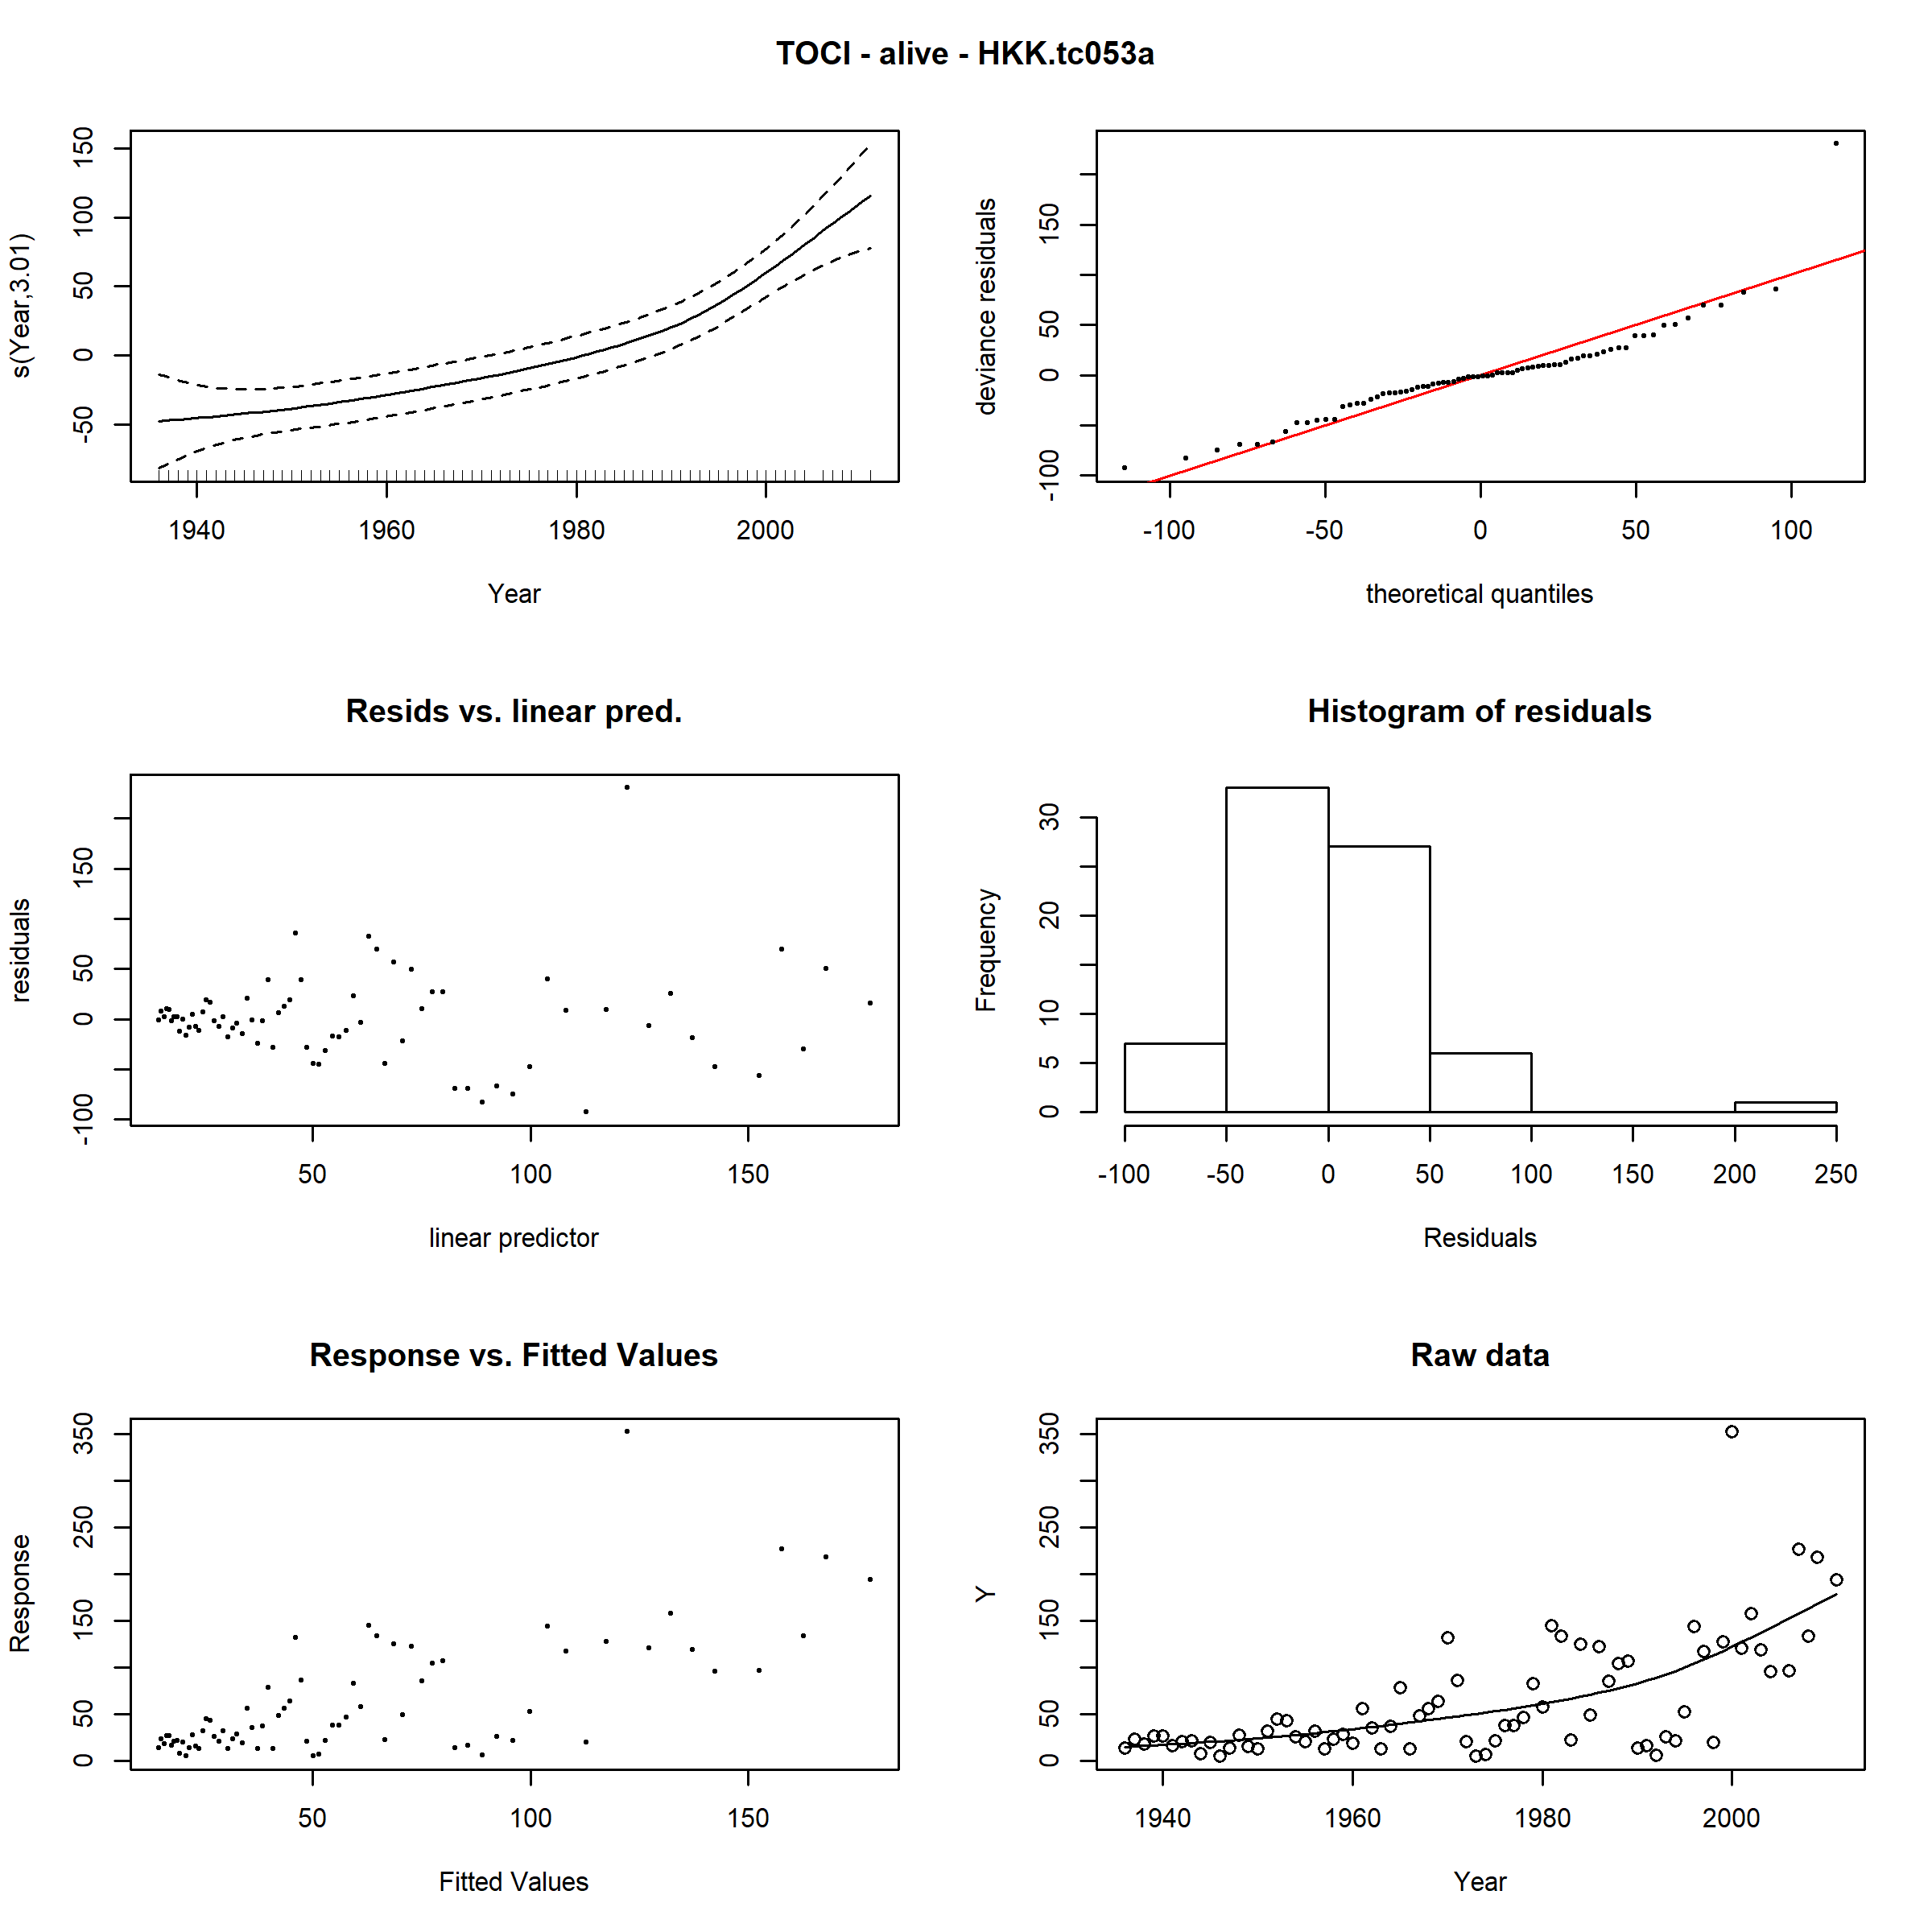 TOCI - alive - HKK.tc053a
s(Year,3.01)
150
100
50
0
-50
1940 1960 1980 2000
Year
deviance residuals
150
50
0
-100
-100 -50 0 50 100
theoretical quantiles
Resids vs. linear pred.
residuals
150
50
0
-100
50 100 150
linear predictor
Histogram of residuals
Frequency
30
20
10
5
0
-100 -50 0 50 100 150 200 250
Residuals
Response vs. Fitted Values
Response
350
250
150
50
0
50 100 150
Fitted Values
Raw data
Y
350
250
150
50
0
1940 1960 1980 2000
Year